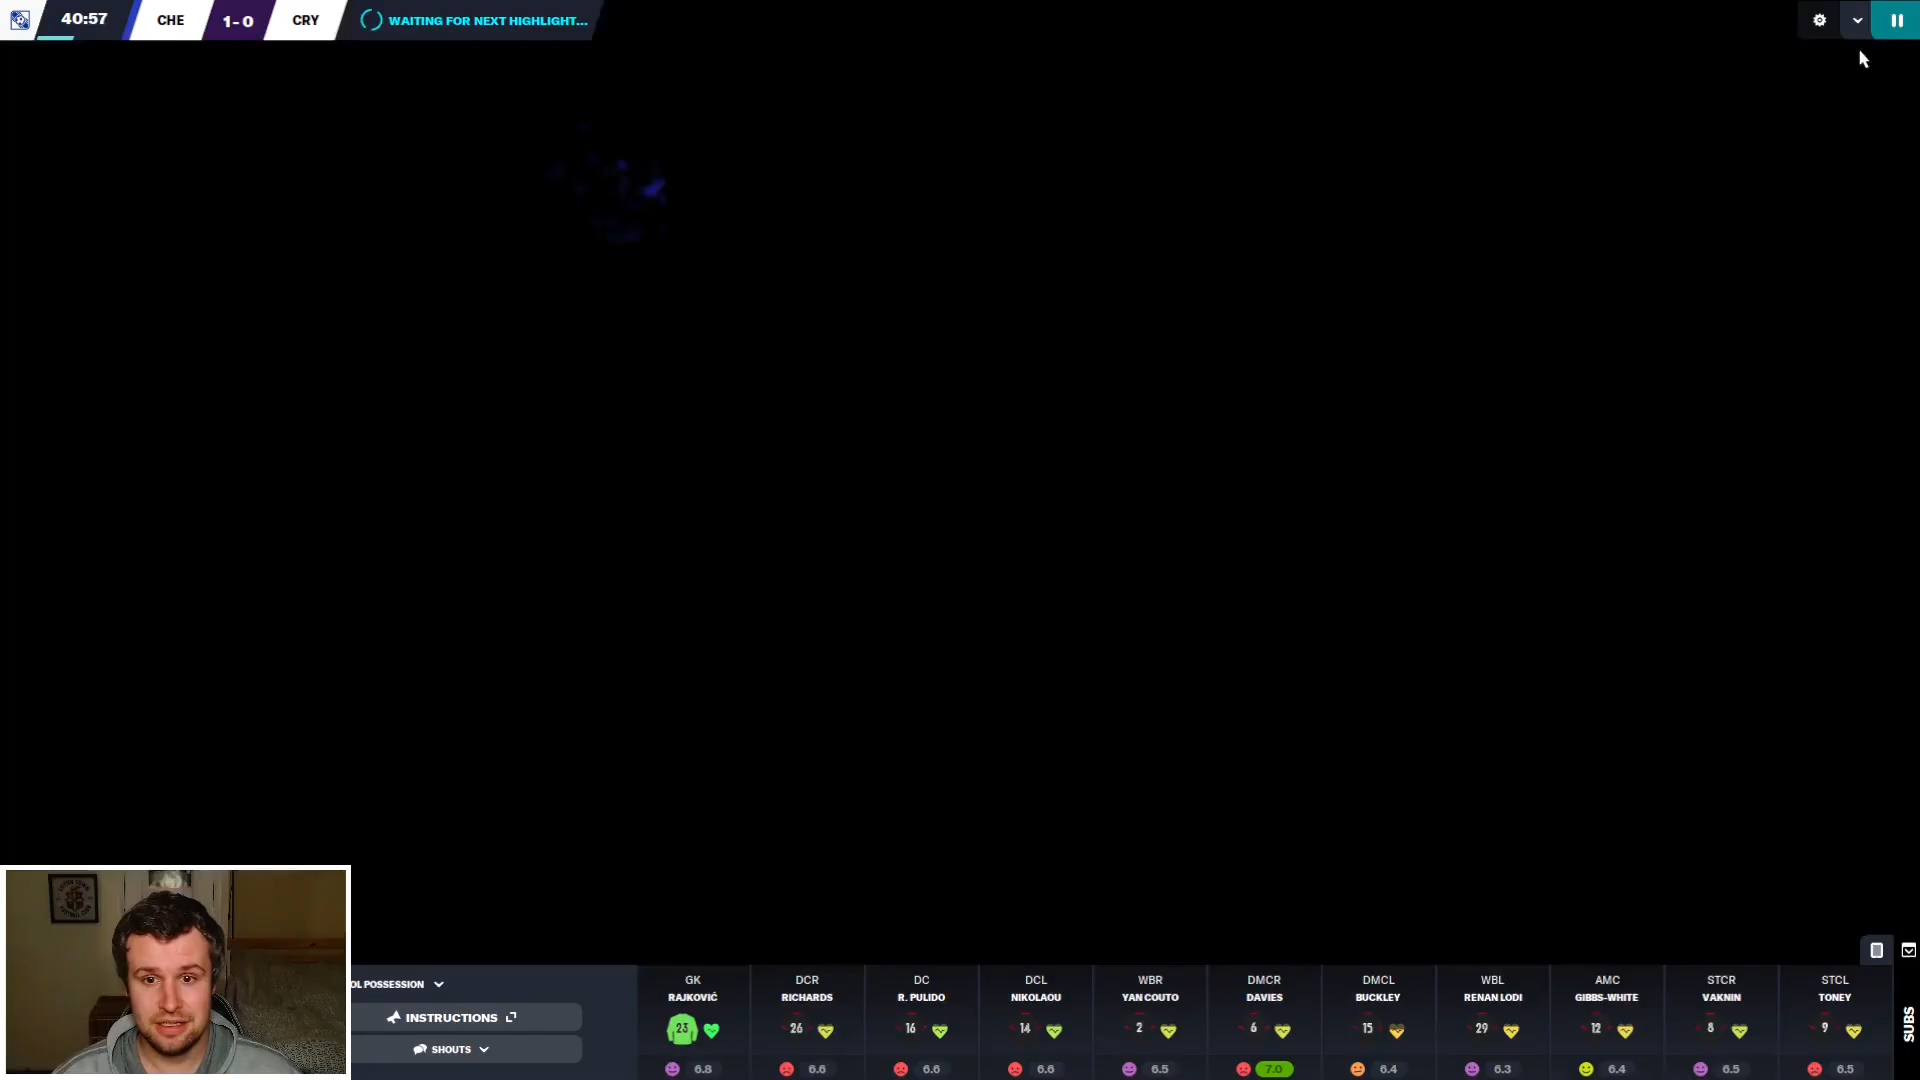 40:57 CHE 1-0 CRY WAITING FOR NEXT HIGHLIGHT...
OL POSSESSION
INSTRUCTIONS
SHOUTS
GK DCR DC DCL WBR DMCR DMCL WBL AMC STCR STCL
RAJKOVIĆ RICHARDS R. PULIDO NIKOLAOU YAN COUTO DAVIES BUCKLEY RENAN LODI GIBBS-WHITE VAKNIN TONEY
23 26 16 14 2 6 15 29 12 8 9
6.8 6.6 6.6 6.6 6.5 7.0 6.4 6.3 6.4 6.5 6.5
SUBS